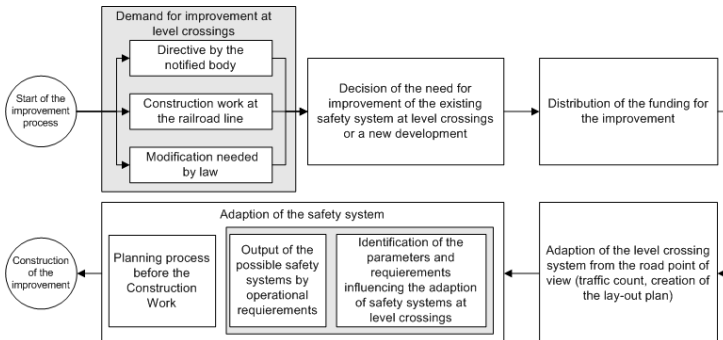 Demand for improvement at
level crossings
Start of the
improvement
process
Directive by the
notified body
Construction work at
the railroad line
Modification needed
by law
Decision of the need for
improvement of the existing
safety system at level crossings
or a new development
Distribution of the funding for
the improvement
Adaption of the level crossing
system from the road point of
view (traffic count, creation of
the lay-out plan)
Adaption of the safety system
Identification of the
parameters and
requierements
influencing the adaption
of safety systems at
level crossings
Output of the
possible safety
systems by
operational
requierements
Planning process
before the
Construction
Work
Construction
of the
improvement